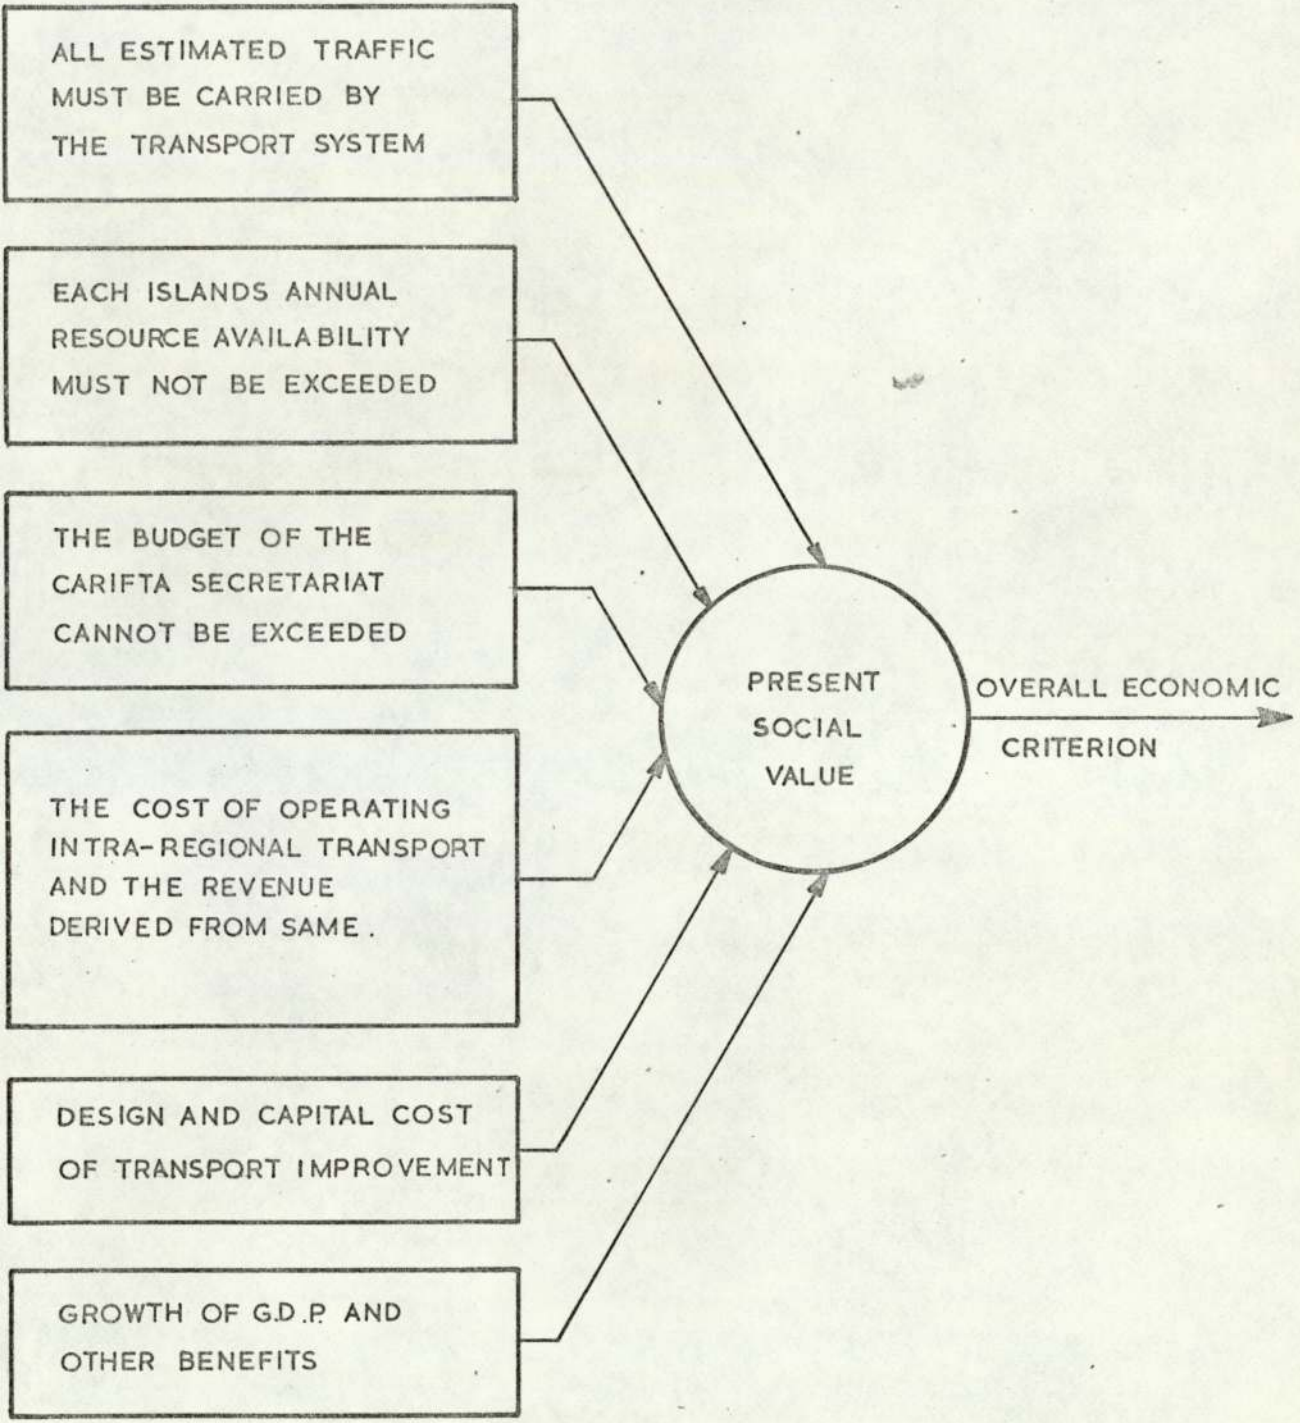 ALL ESTIMATED TRAFFIC
MUST BE CARRIED BY
THE TRANSPORT SYSTEM
EACH ISLANDS ANNUAL
RESOURCE AVAILABILITY
MUST NOT BE EXCEEDED
THE BUDGET OF THE
CARIFTA SECRETARIAT
CANNOT BE EXCEEDED
THE COST OF OPERATING
INTRA-REGIONAL TRANSPORT
AND THE REVENUE
DERIVED FROM SAME.
DESIGN AND CAPITAL COST
OF TRANSPORT IMPROVEMENT
GROWTH OF G.D.P. AND
OTHER BENEFITS
PRESENT
SOCIAL
VALUE
OVERALL ECONOMIC
CRITERION